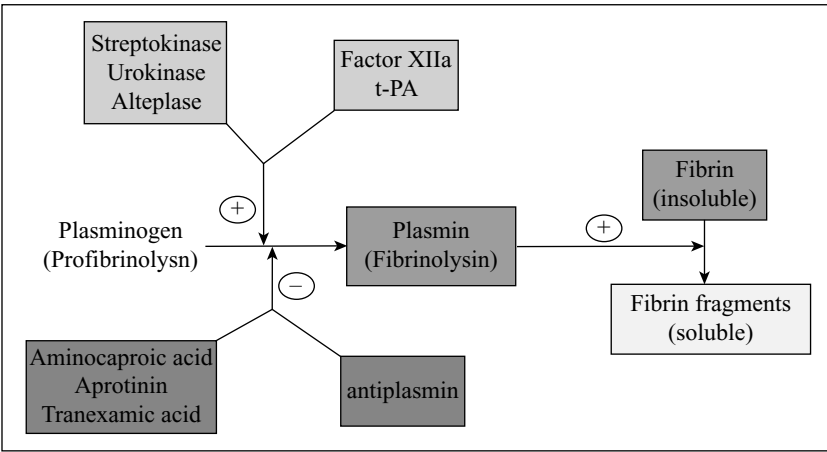 Streptokinase
Urokinase
Alteplase
Factor XIIa
t-PA
+
Plasminogen
(Profibrinolysn)
Plasmin
(Fibrinolysin)
+
Fibrin
(insoluble)
−
Fibrin fragments
(soluble)
Aminocaproic acid
Aprotinin
Tranexamic acid
antiplasmin